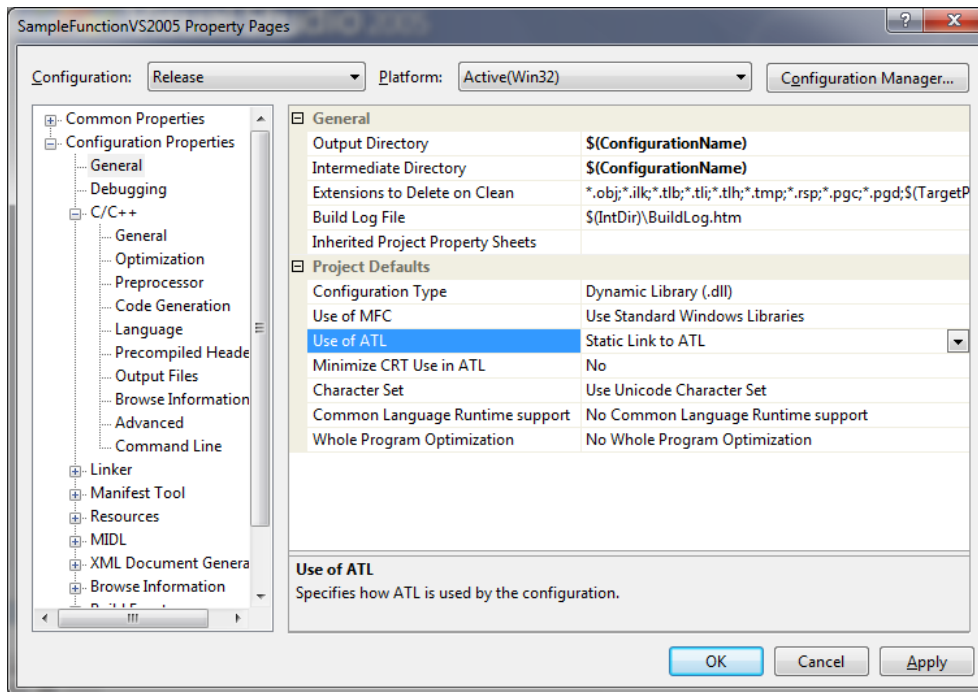 SampleFunctionVS2005 Property Pages
Configuration: Release Platform: Active(Win32) Configuration Manager...
Common Properties
Configuration Properties
General
Debugging
C/C++
General
Optimization
Preprocessor
Code Generation
Language
Precompiled Heade
Output Files
Browse Information
Advanced
Command Line
Linker
Manifest Tool
Resources
MIDL
XML Document Genera
Browse Information
General
Output Directory $(ConfigurationName)
Intermediate Directory $(ConfigurationName)
Extensions to Delete on Clean *.obj;*.ilk;*.tlb;*.tli;*.tlh;*.tmp;*.rsp;*.pgc;*.pgd;$(TargetP
Build Log File $(IntDir)\BuildLog.htm
Inherited Project Property Sheets
Project Defaults
Configuration Type Dynamic Library (.dll)
Use of MFC Use Standard Windows Libraries
Use of ATL Static Link to ATL
Minimize CRT Use in ATL No
Character Set Use Unicode Character Set
Common Language Runtime support No Common Language Runtime support
Whole Program Optimization No Whole Program Optimization
Use of ATL
Specifies how ATL is used by the configuration.
OK Cancel Apply